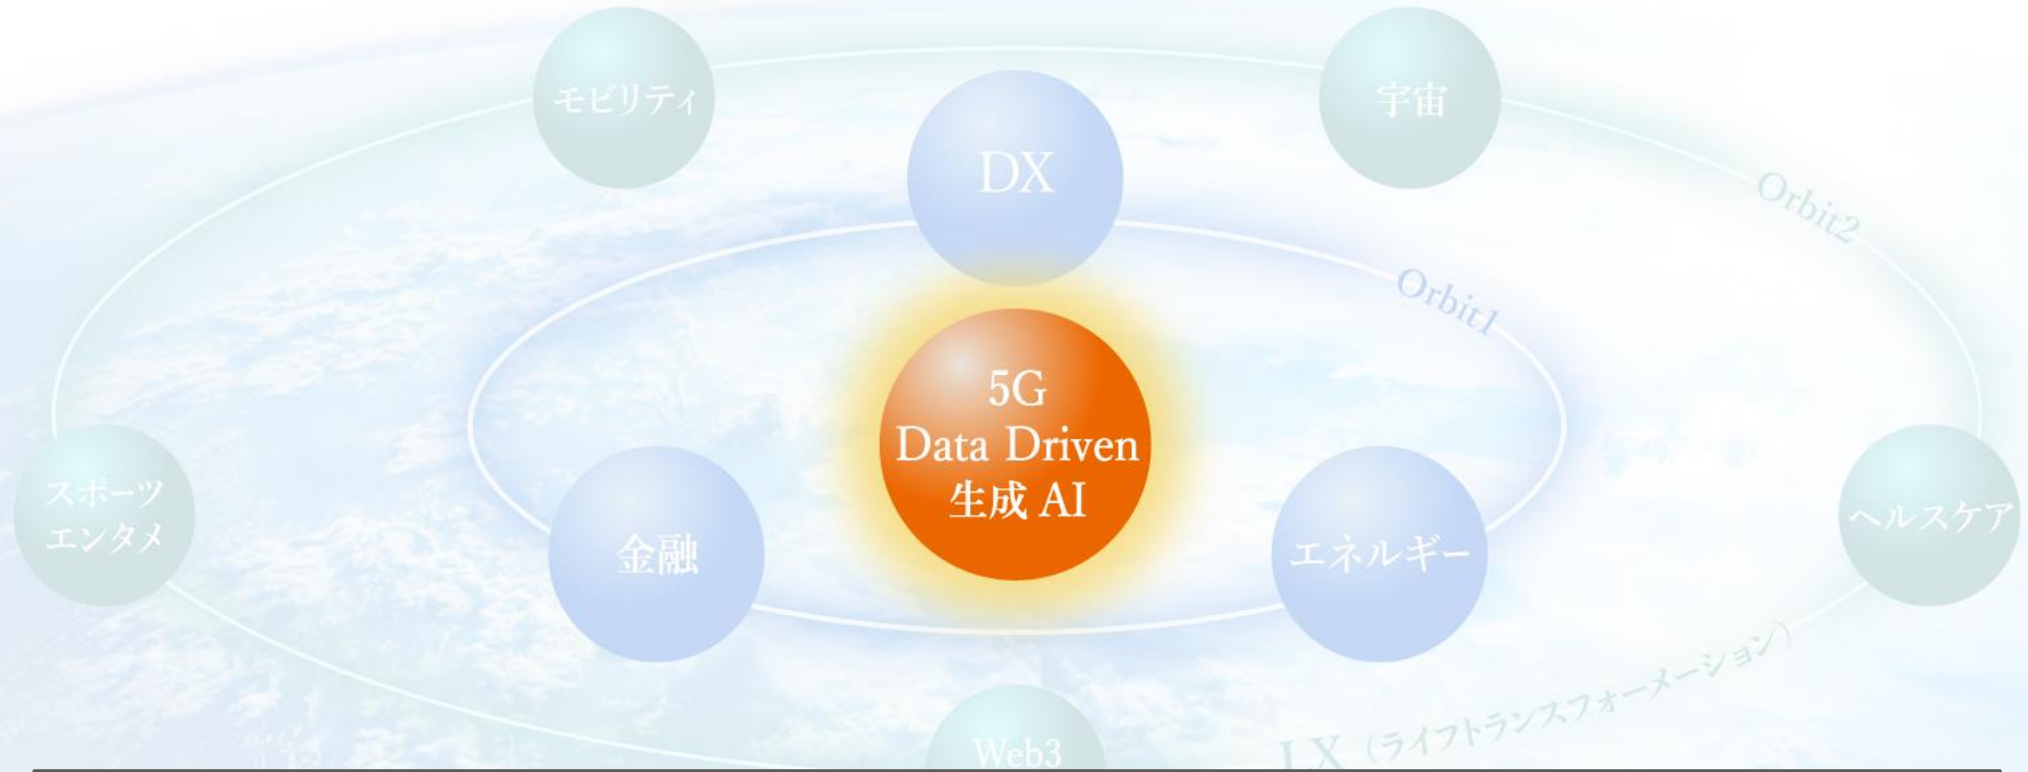 モビリティ
宇宙
DX
Orbit2
Orbit1
5G
Data Driven
生成 AI
スポーツ
エンタメ
金融
エネルギー
ヘルスケア
Web3
LX（ライフトランスフォーメーション）